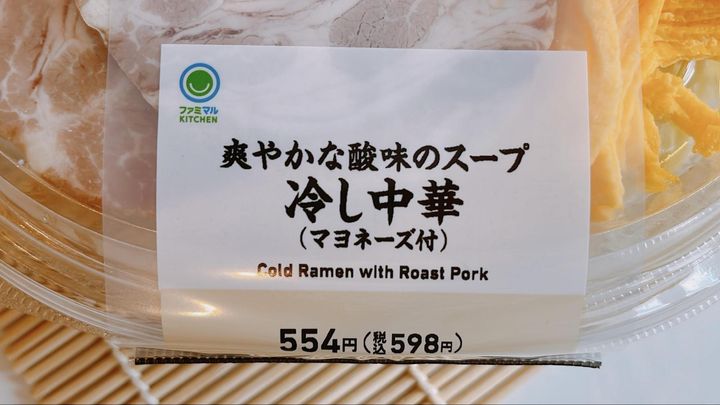 ファミマル
KITCHEN
爽やかな酸味のスープ
冷し中華
(マヨネーズ付)
Cold Ramen with Roast Pork
554円(税込598円)